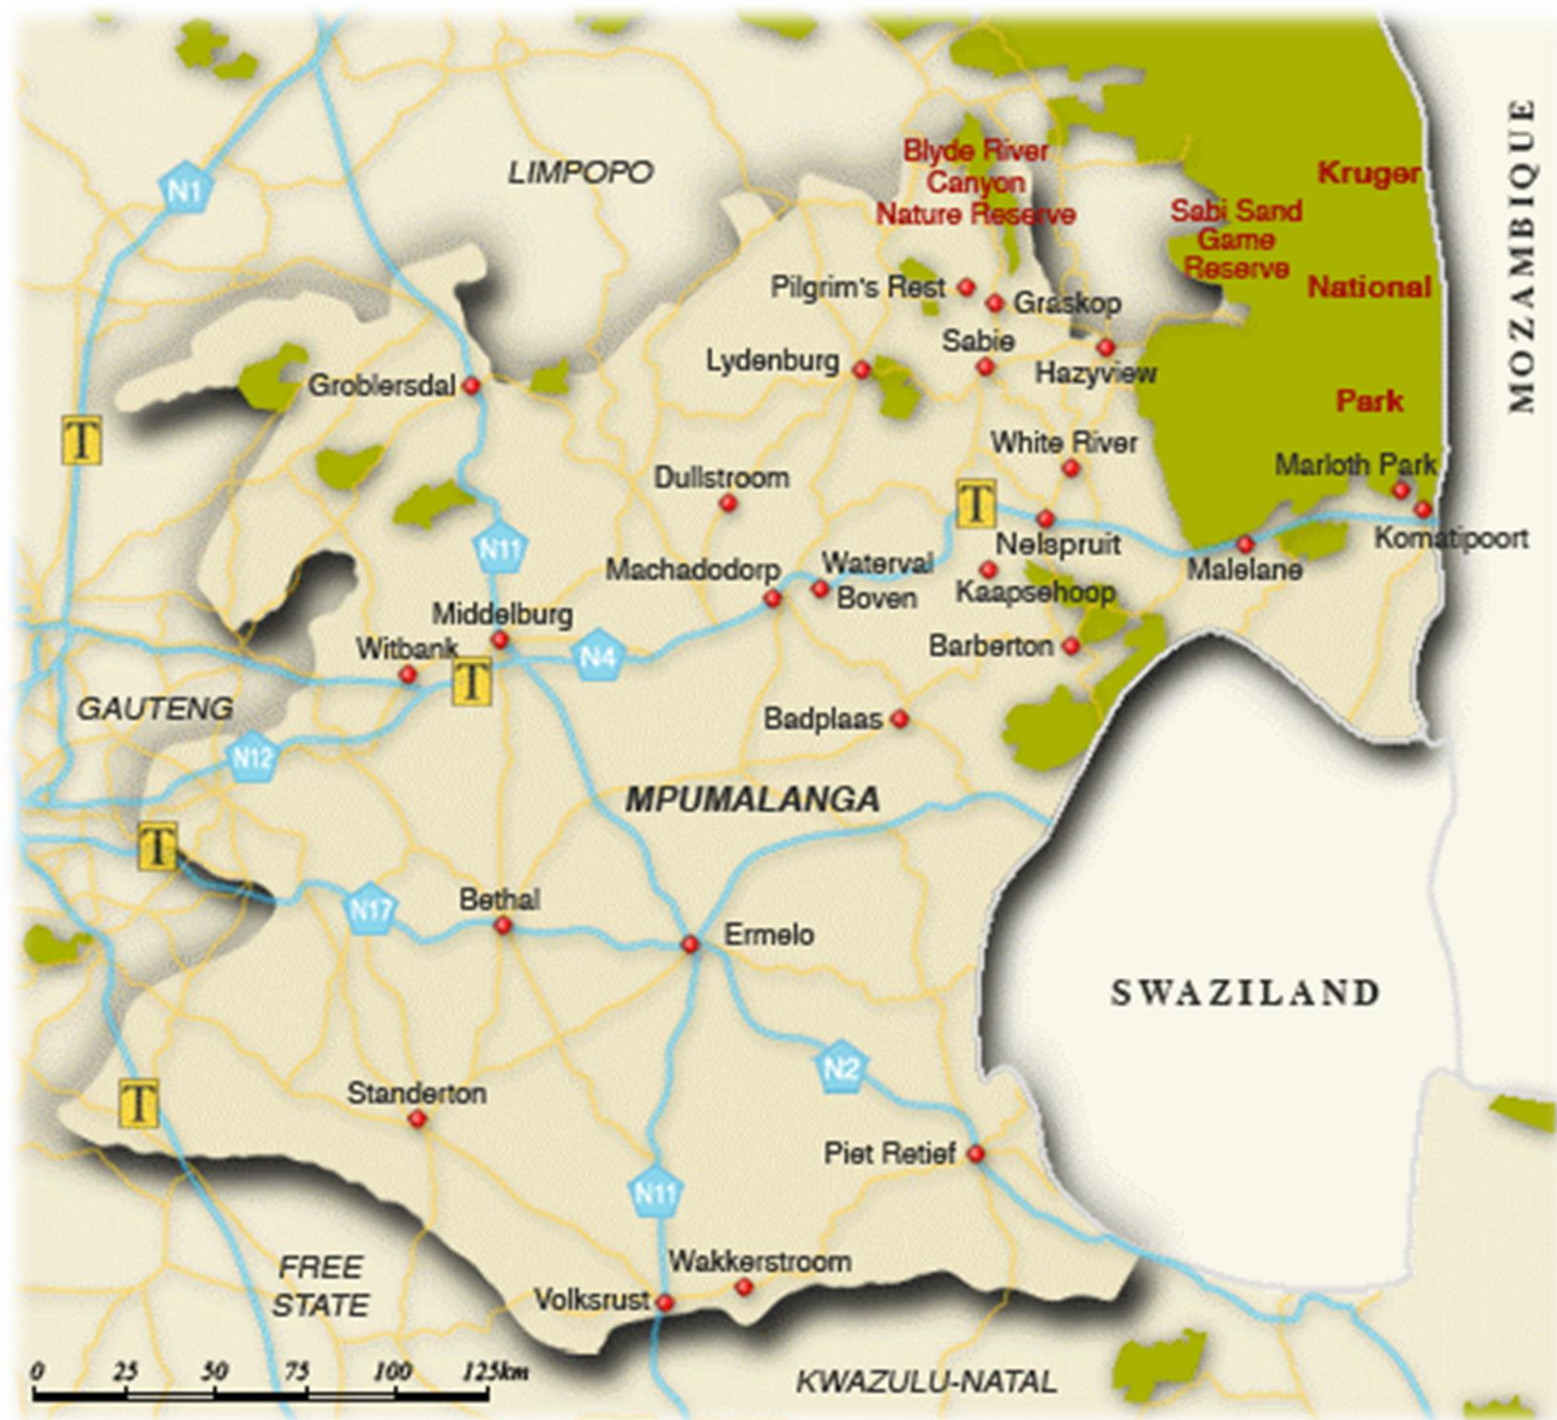 LIMPOPO
N1
Blyde River
Canyon
Nature Reserve
Kruger
Sabi Sand
Game
Reserve
National
Park
MOZAMBIQUE
Pilgrim's Rest
Graskop
Sabie
Lydenburg
Hazyview
Groblersdal
T
White River
Marloth Park
Dullstroom
T
N11
Nelspruit
Komatipoort
Machadodorp
Waterval
Boven
Malelane
Kaapsehoop
Middelburg
Witbank
N4
Barberton
T
GAUTENG
Badplaas
N12
MPUMALANGA
T
N17
Bethal
Ermelo
SWAZILAND
N2
Standerton
T
Piet Retief
N11
FREE
STATE
Wakkerstroom
Volksrust
KWAZULU-NATAL
0 25 50 75 100 125km